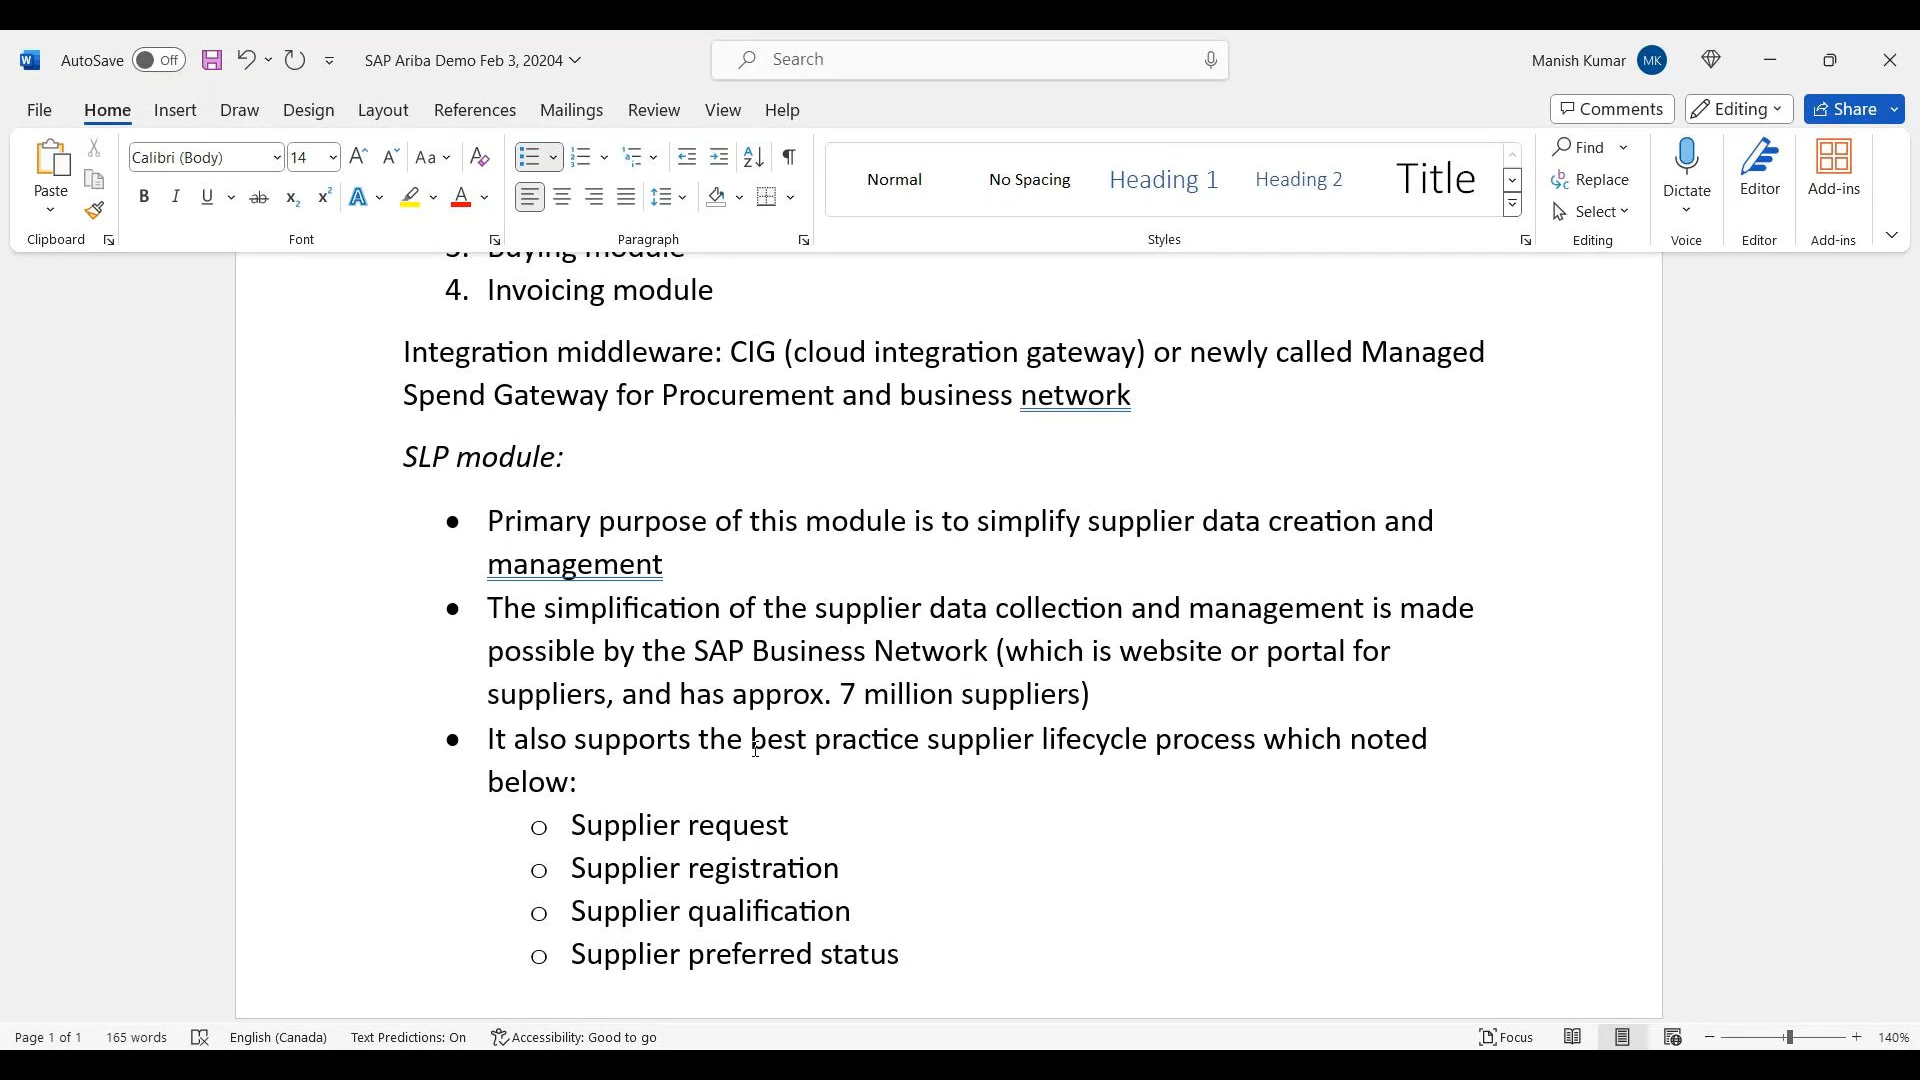 AutoSave Off SAP Ariba Demo Feb 3, 20204 Search Manish Kumar MK
File Home Insert Draw Design Layout References Mailings Review View Help Comments Editing Share
Paste Calibri (Body) 14 Normal No Spacing Heading 1 Heading 2 Title Find Replace Select Dictate Editor Add-ins
Clipboard Font Paragraph Styles Editing Voice Editor Add-ins
3. Buying module
4. Invoicing module
Integration middleware: CIG (cloud integration gateway) or newly called Managed
Spend Gateway for Procurement and business network
SLP module:
• Primary purpose of this module is to simplify supplier data creation and
management
• The simplification of the supplier data collection and management is made
possible by the SAP Business Network (which is website or portal for
suppliers, and has approx. 7 million suppliers)
• It also supports the best practice supplier lifecycle process which noted
below:
o Supplier request
o Supplier registration
o Supplier qualification
o Supplier preferred status
Page 1 of 1 165 words English (Canada) Text Predictions: On Accessibility: Good to go Focus 140%